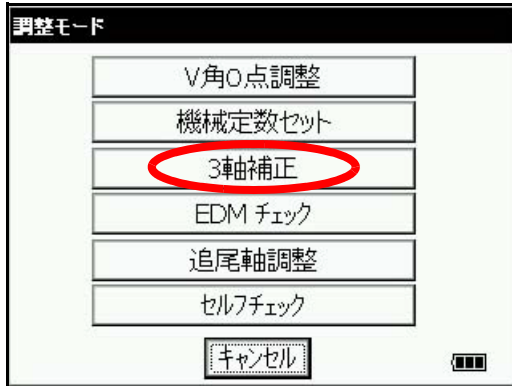 調整モード
V角0点調整
機械定数セット
3軸補正
EDM チェック
追尾軸調整
セルフチェック
キャンセル